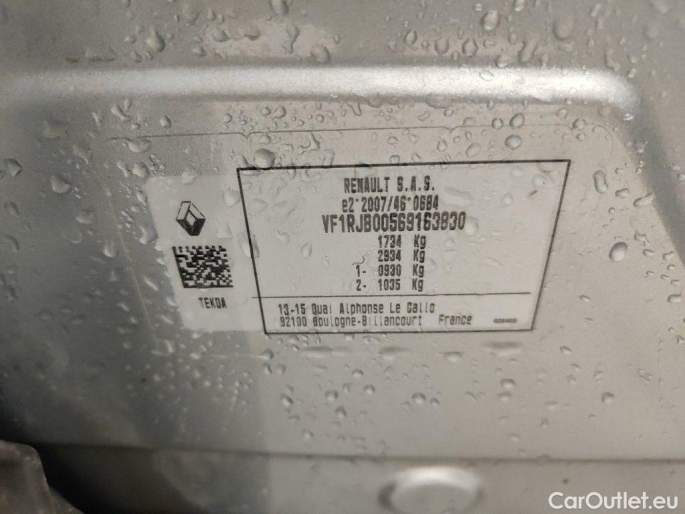 RENAULT S.A.S.
e2*2007/46*0684
VF1RJB00569163830
1734 Kg
2934 Kg
1- 0930 Kg
2- 1035 Kg
TEKDA
13-15 Quai Alphonse Le Gallo
92100 Boulogne-Billancourt France
CarOutlet.eu